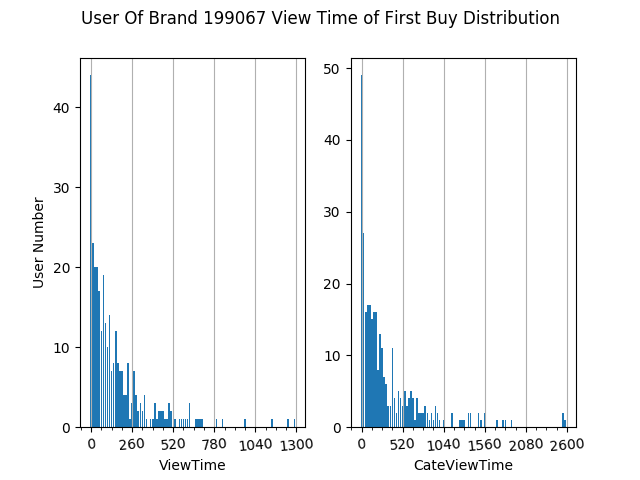 User Of Brand 199067 View Time of First Buy Distribution
User Number
40
30
20
10
0
0 260 520 780 1040 1300
ViewTime
50
40
30
20
10
0
0 520 1040 1560 2080 2600
CateViewTime